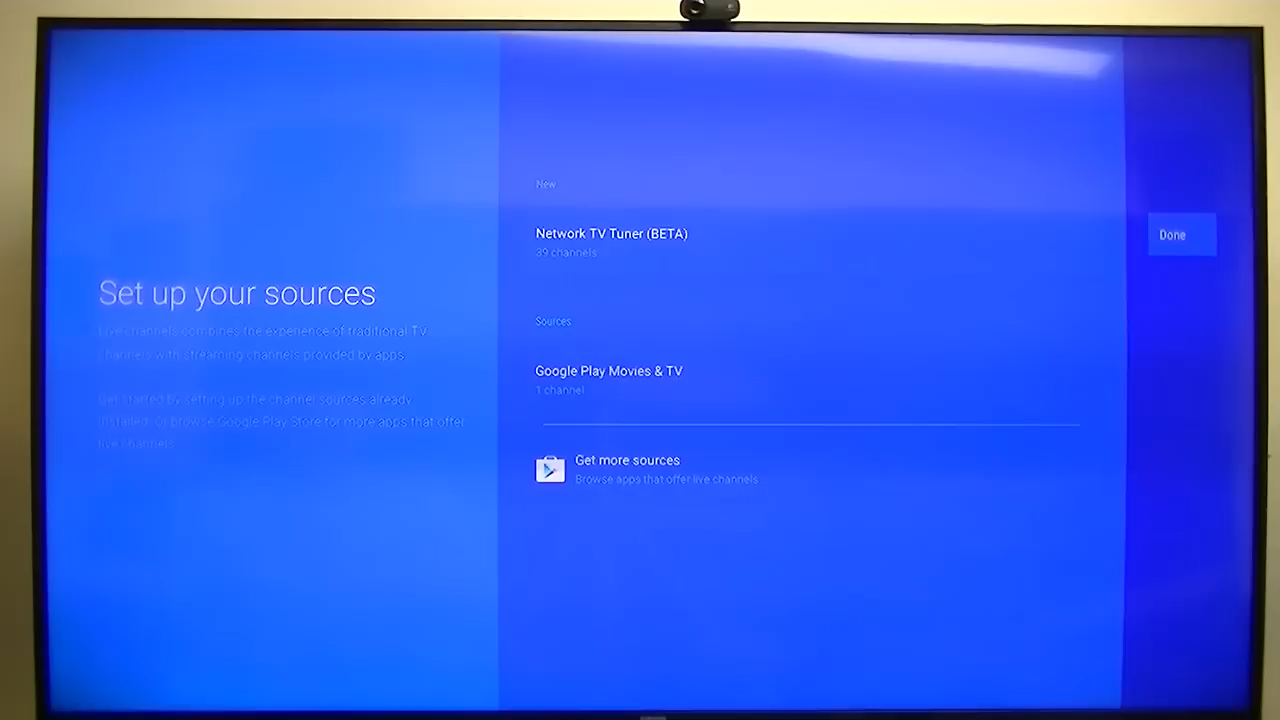 Set up your sources
Live channels combines the experience of traditional TV
channels with streaming channels provided by apps.
Get started by setting up the channel sources already
installed. Or browse Google Play Store for more apps that offer
live channels.
New
Network TV Tuner (BETA)
39 channels
Sources
Google Play Movies & TV
1 channel
Get more sources
Browse apps that offer live channels
Done